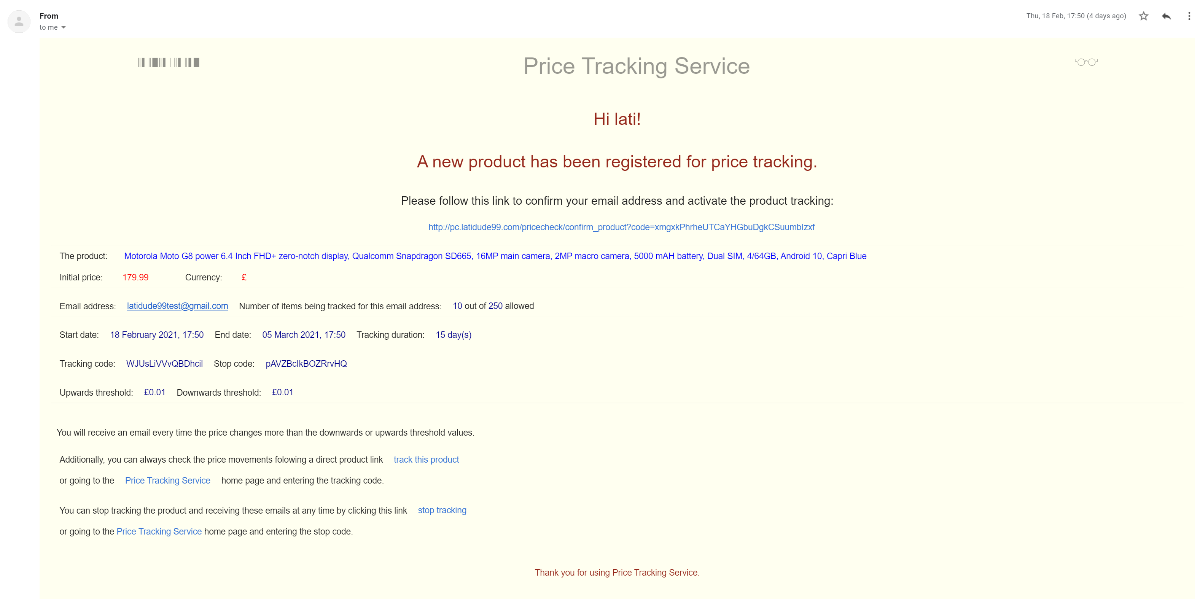 From
to me
Thu, 18 Feb, 17:50 (4 days ago)
Price Tracking Service
Hi lati!
A new product has been registered for price tracking.
Please follow this link to confirm your email address and activate the product tracking:
http://pc.latidude99.com/pricecheck/confirm_product?code=xmgxkPhrheUTCaYHGbuDgkCSuumbIzxf
The product: Motorola Moto G8 power 6.4 Inch FHD+ zero-notch display, Qualcomm Snapdragon SD665, 16MP main camera, 2MP macro camera, 5000 mAH battery, Dual SIM, 4/64GB, Android 10, Capri Blue
Initial price: 179.99 Currency: £
Email address: latidude99test@gmail.com Number of items being tracked for this email address: 10 out of 250 allowed
Start date: 18 February 2021, 17:50 End date: 05 March 2021, 17:50 Tracking duration: 15 day(s)
Tracking code: WJUsLiVVvQBDhcil Stop code: pAVZBclkBOZRrvHQ
Upwards threshold: £0.01 Downwards threshold: £0.01
You will receive an email every time the price changes more than the downwards or upwards threshold values.
Additionally, you can always check the price movements folowing a direct product link track this product
or going to the Price Tracking Service home page and entering the tracking code.
You can stop tracking the product and receiving these emails at any time by clicking this link stop tracking
or going to the Price Tracking Service home page and entering the stop code.
Thank you for using Price Tracking Service.